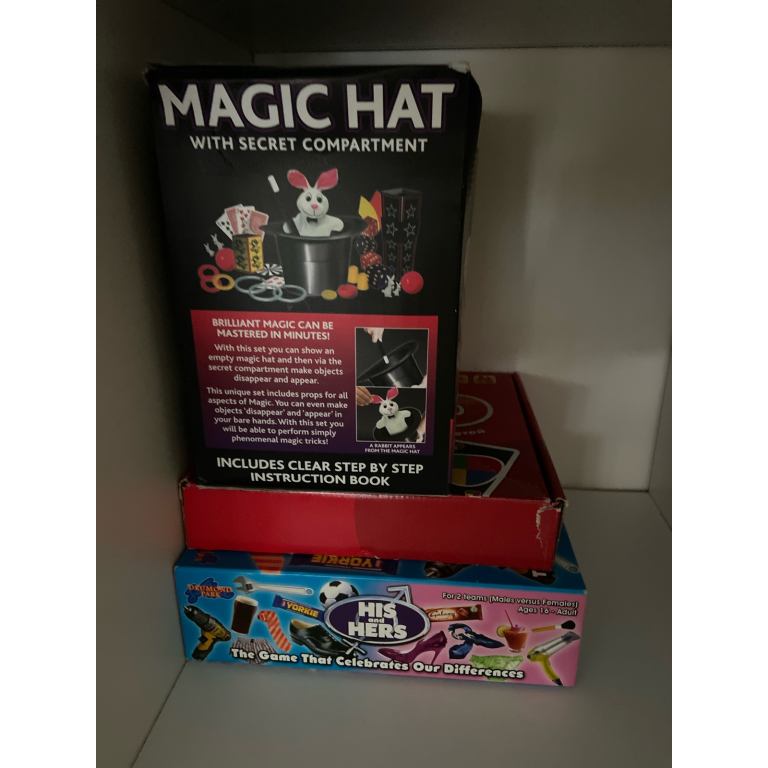 MAGIC HAT
WITH SECRET COMPARTMENT
BRILLIANT MAGIC CAN BE
MASTERED IN MINUTES!
With this set you can show an
empty magic hat and then via the
secret compartment make objects
disappear and appear.
This unique set includes props for all
aspects of Magic. You can even make
objects 'disappear' and 'appear' in
your bare hands. With this set you
will be able to perform simply
phenomenal magic tricks!
A RABBIT APPEARS
FROM THE MAGIC HAT
INCLUDES CLEAR STEP BY STEP
INSTRUCTION BOOK
YORKIE
DRUMOND
PARK
YORKIE
HIS
and
HERS
For 2 teams (Males versus Females)
Ages 16 - Adult
The Game That Celebrates Our Differences